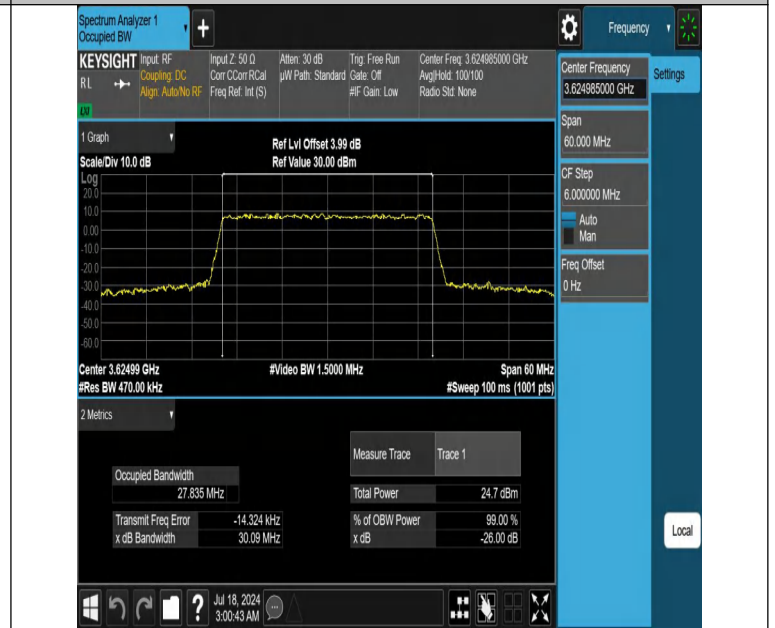 Spectrum Analyzer 1
Occupied BW
+
Frequency
KEYSIGHT Input: RF Input Z: 50 Ω Atten: 30 dB Trig: Free Run Center Freq: 3.624985000 GHz
RL Coupling: DC Corr CCorr RCal µW Path: Standard Gate: Off Avg|Hold: 100/100
Align: Auto/No RF Freq Ref: Int (S) #IF Gain: Low Radio Std: None
Center Frequency
3.624985000 GHz
Settings
Span
60.000 MHz
CF Step
6.000000 MHz
Auto
Man
Freq Offset
0 Hz
1 Graph
Ref Lvl Offset 3.99 dB
Scale/Div 10.0 dB Ref Value 30.00 dBm
Log
20.0
10.0
0.00
-10.0
-20.0
-30.0
-40.0
-50.0
-60.0
Center 3.62499 GHz #Video BW 1.5000 MHz Span 60 MHz
#Res BW 470.00 kHz #Sweep 100 ms (1001 pts)
2 Metrics
Measure Trace Trace 1
Occupied Bandwidth
27.835 MHz
Total Power 24.7 dBm
Transmit Freq Error -14.324 kHz % of OBW Power 99.00 %
x dB Bandwidth 30.09 MHz x dB -26.00 dB
Local
? Jul 18, 2024
3:00:43 AM